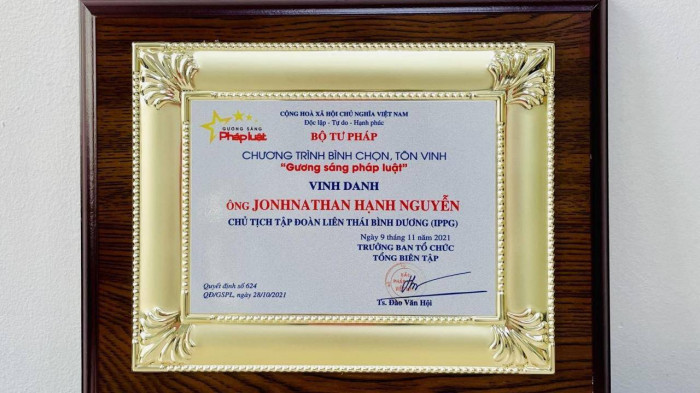 CỘNG HOÀ XÃ HỘI CHỦ NGHĨA VIỆT NAM
Độc lập - Tự do - Hạnh phúc
GƯƠNG SÁNG
Pháp luật
BỘ TƯ PHÁP
CHƯƠNG TRÌNH BÌNH CHỌN, TÔN VINH
"Gương sáng pháp luật"
VINH DANH
ÔNG JONHNATHAN HẠNH NGUYỄN
CHỦ TỊCH TẬP ĐOÀN LIÊN THÁI BÌNH DƯƠNG (IPPG)
Ngày 9 tháng 11 năm 2021
TRƯỞNG BAN TỔ CHỨC
TỔNG BIÊN TẬP
Quyết định số 624
QĐ/GSPL, ngày 28/10/2021
Ts. Đào Văn Hội